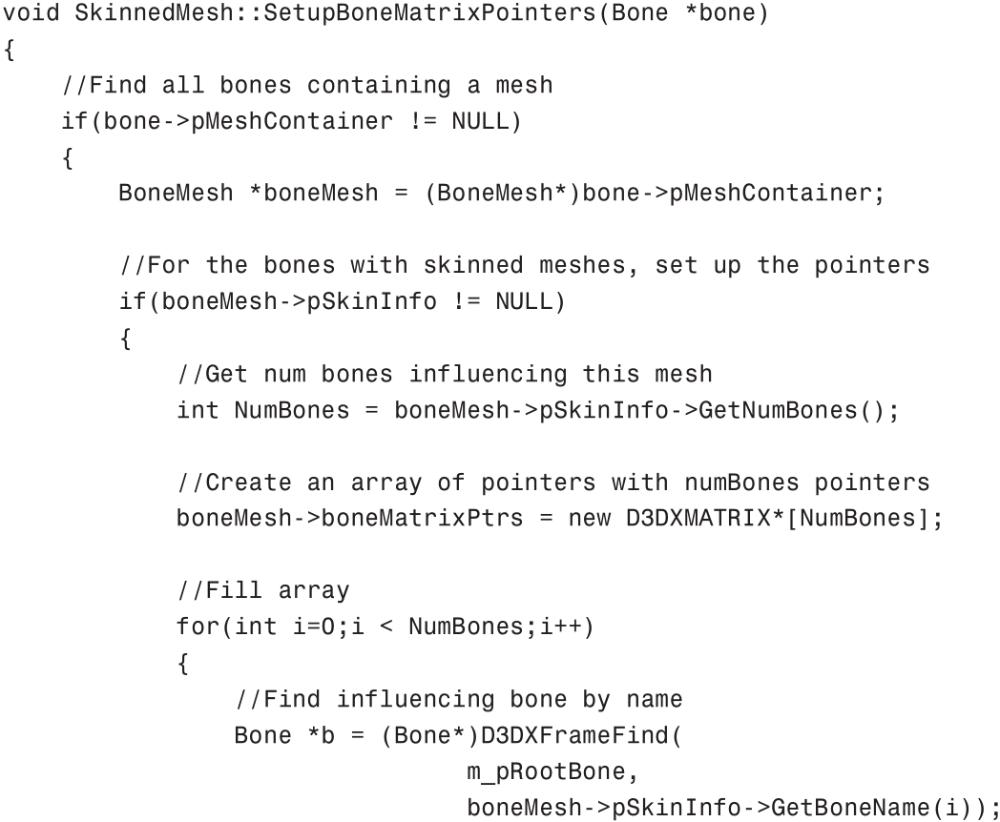 void SkinnedMesh::SetupBoneMatrixPointers(Bone *bone)
{
    //Find all bones containing a mesh
    if(bone->pMeshContainer != NULL)
    {
        BoneMesh *boneMesh = (BoneMesh*)bone->pMeshContainer;

        //For the bones with skinned meshes, set up the pointers
        if(boneMesh->pSkinInfo != NULL)
        {
            //Get num bones influencing this mesh
            int NumBones = boneMesh->pSkinInfo->GetNumBones();

            //Create an array of pointers with numBones pointers
            boneMesh->boneMatrixPtrs = new D3DXMATRIX*[NumBones];

            //Fill array
            for(int i=0;i < NumBones;i++)
            {
                //Find influencing bone by name
                Bone *b = (Bone*)D3DXFrameFind(
                                m_pRootBone,
                                boneMesh->pSkinInfo->GetBoneName(i));